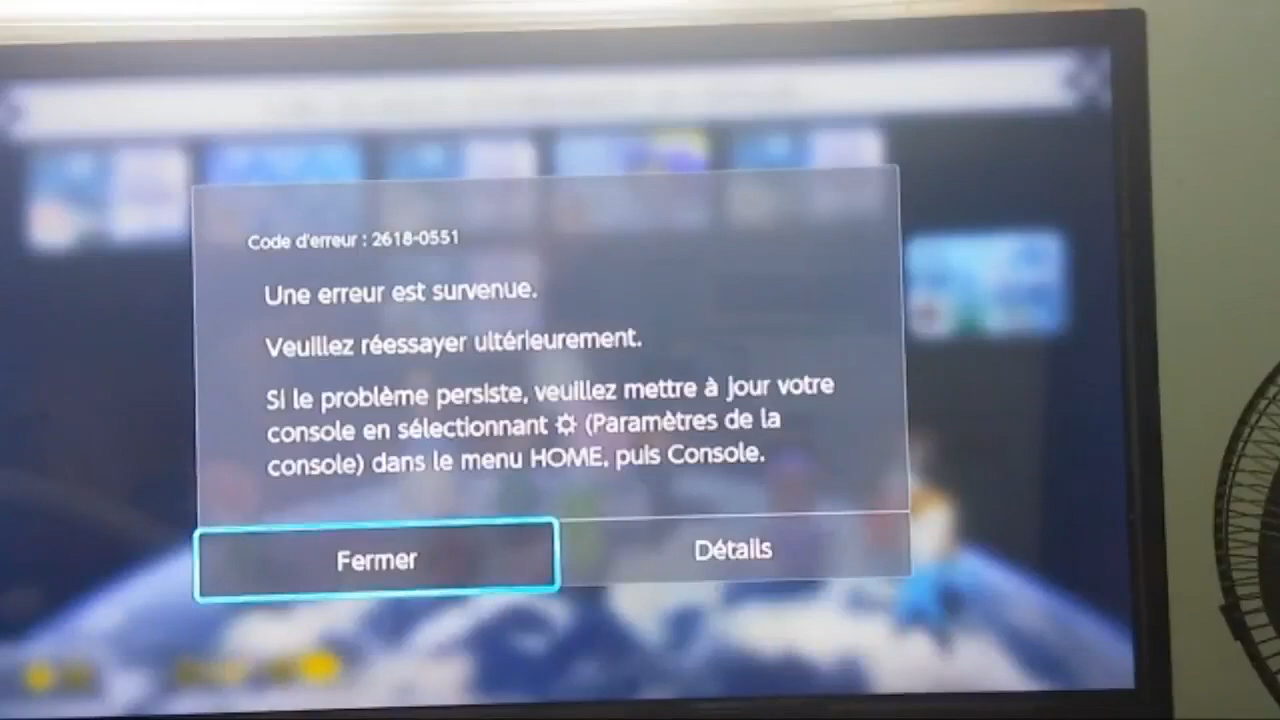 Code d'erreur : 2618-0551
Une erreur est survenue.
Veuillez réessayer ultérieurement.
Si le problème persiste, veuillez mettre à jour votre
console en sélectionnant (Paramètres de la
console) dans le menu HOME, puis Console.
Fermer
Détails